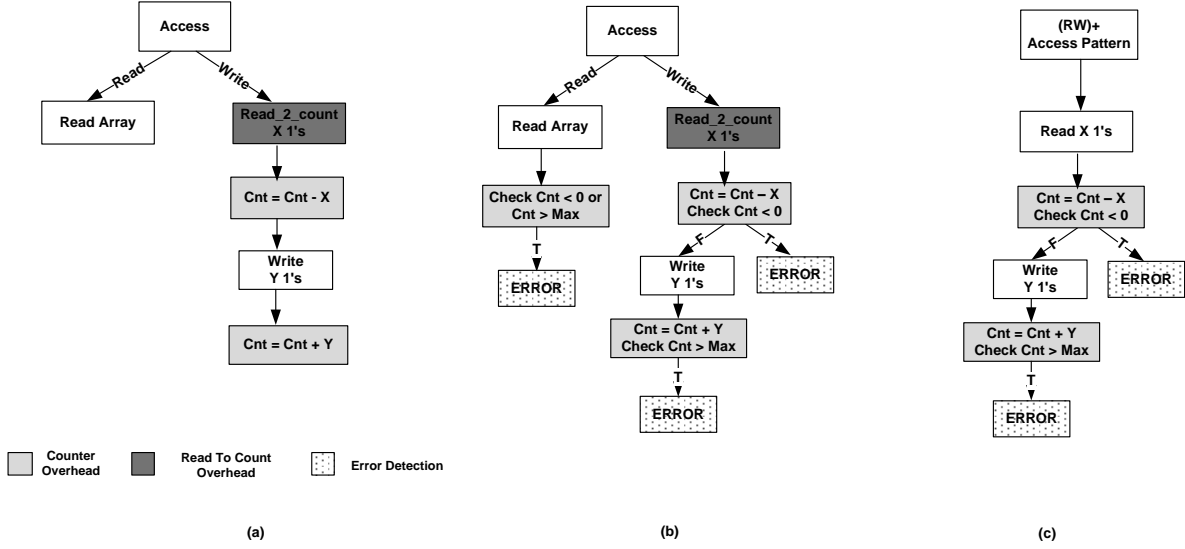 Access
Read
Write
Read Array
Read_2_count
X 1's
Cnt = Cnt - X
Write
Y 1's
Cnt = Cnt + Y
(a)
Access
Read
Write
Read Array
Read_2_count
X 1's
Check Cnt < 0 or
Cnt > Max
T
ERROR
Cnt = Cnt – X
Check Cnt < 0
F
T
Write
Y 1's
ERROR
Cnt = Cnt + Y
Check Cnt > Max
T
ERROR
(b)
(RW)+
Access Pattern
Read X 1's
Cnt = Cnt – X
Check Cnt < 0
F
T
Write
Y 1's
ERROR
Cnt = Cnt + Y
Check Cnt > Max
T
ERROR
(c)
Counter
Overhead
Read To Count
Overhead
Error Detection